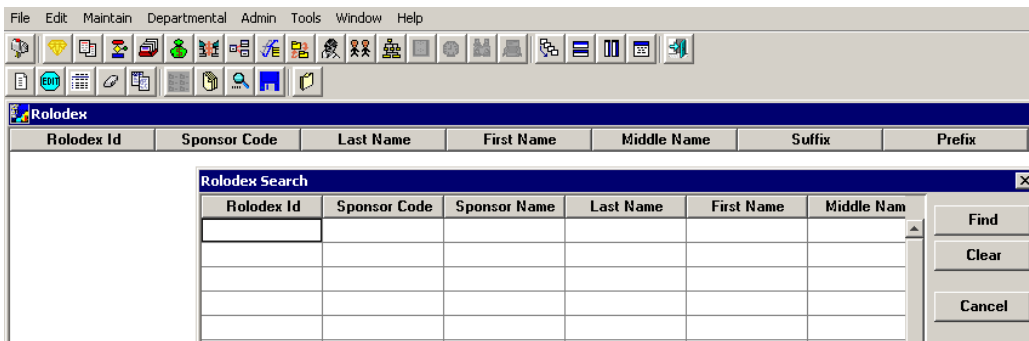 File Edit Maintain Departmental Admin Tools Window Help
EDIT
Rolodex
Rolodex Id Sponsor Code Last Name First Name Middle Name Suffix Prefix
Rolodex Search
Rolodex Id Sponsor Code Sponsor Name Last Name First Name Middle Nam
Find
Clear
Cancel